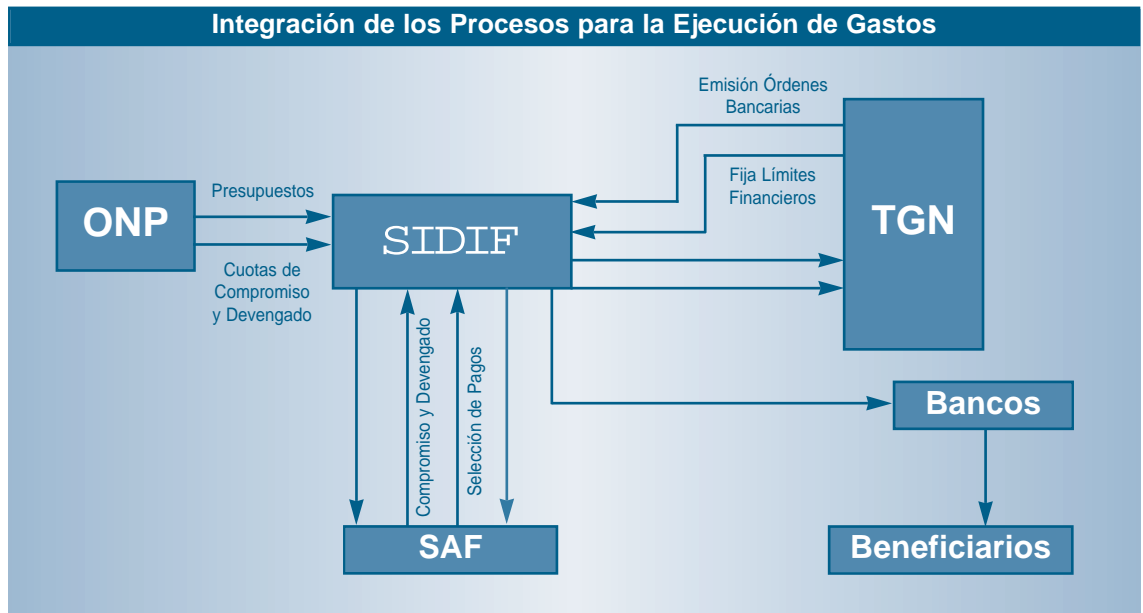 Integración de los Procesos para la Ejecución de Gastos
Emisión Órdenes
Bancarias
Fija Límites
Financieros
TGN
ONP
Presupuestos
Cuotas de
Compromiso
y Devengado
SIDIF
Compromiso y Devengado
Selección de Pagos
SAF
Bancos
Beneficiarios